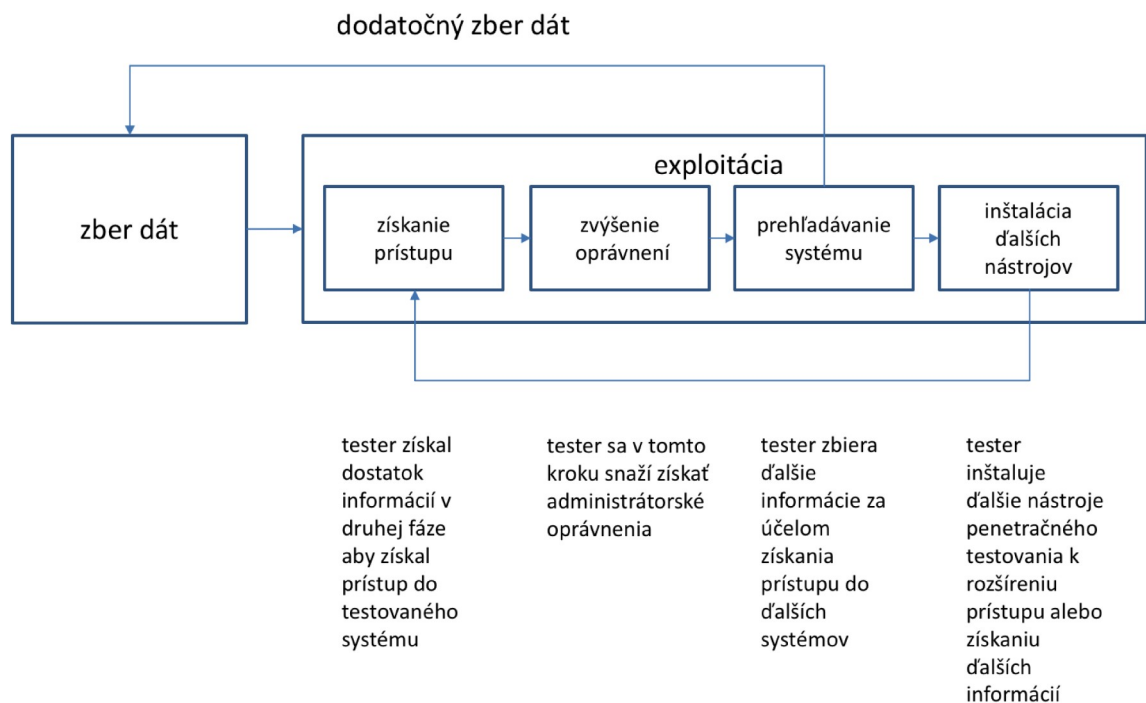 dodatočný zber dát
zber dát
exploitácia
získanie
prístupu
zvýšenie
oprávnení
prehľadávanie
systému
inštalácia
ďalších
nástrojov
tester získal
dostatok
informácií v
druhej fáze
aby získal
prístup do
testovaného
systému
tester sa v tomto
kroku snaží získať
administrátorské
oprávnenia
tester zbiera
ďalšie
informácie za
účelom
získania
prístupu do
ďalších
systémov
tester
inštaluje
ďalšie nástroje
penetračného
testovania k
rozšíreniu
prístupu alebo
získaniu
ďalších
informácií